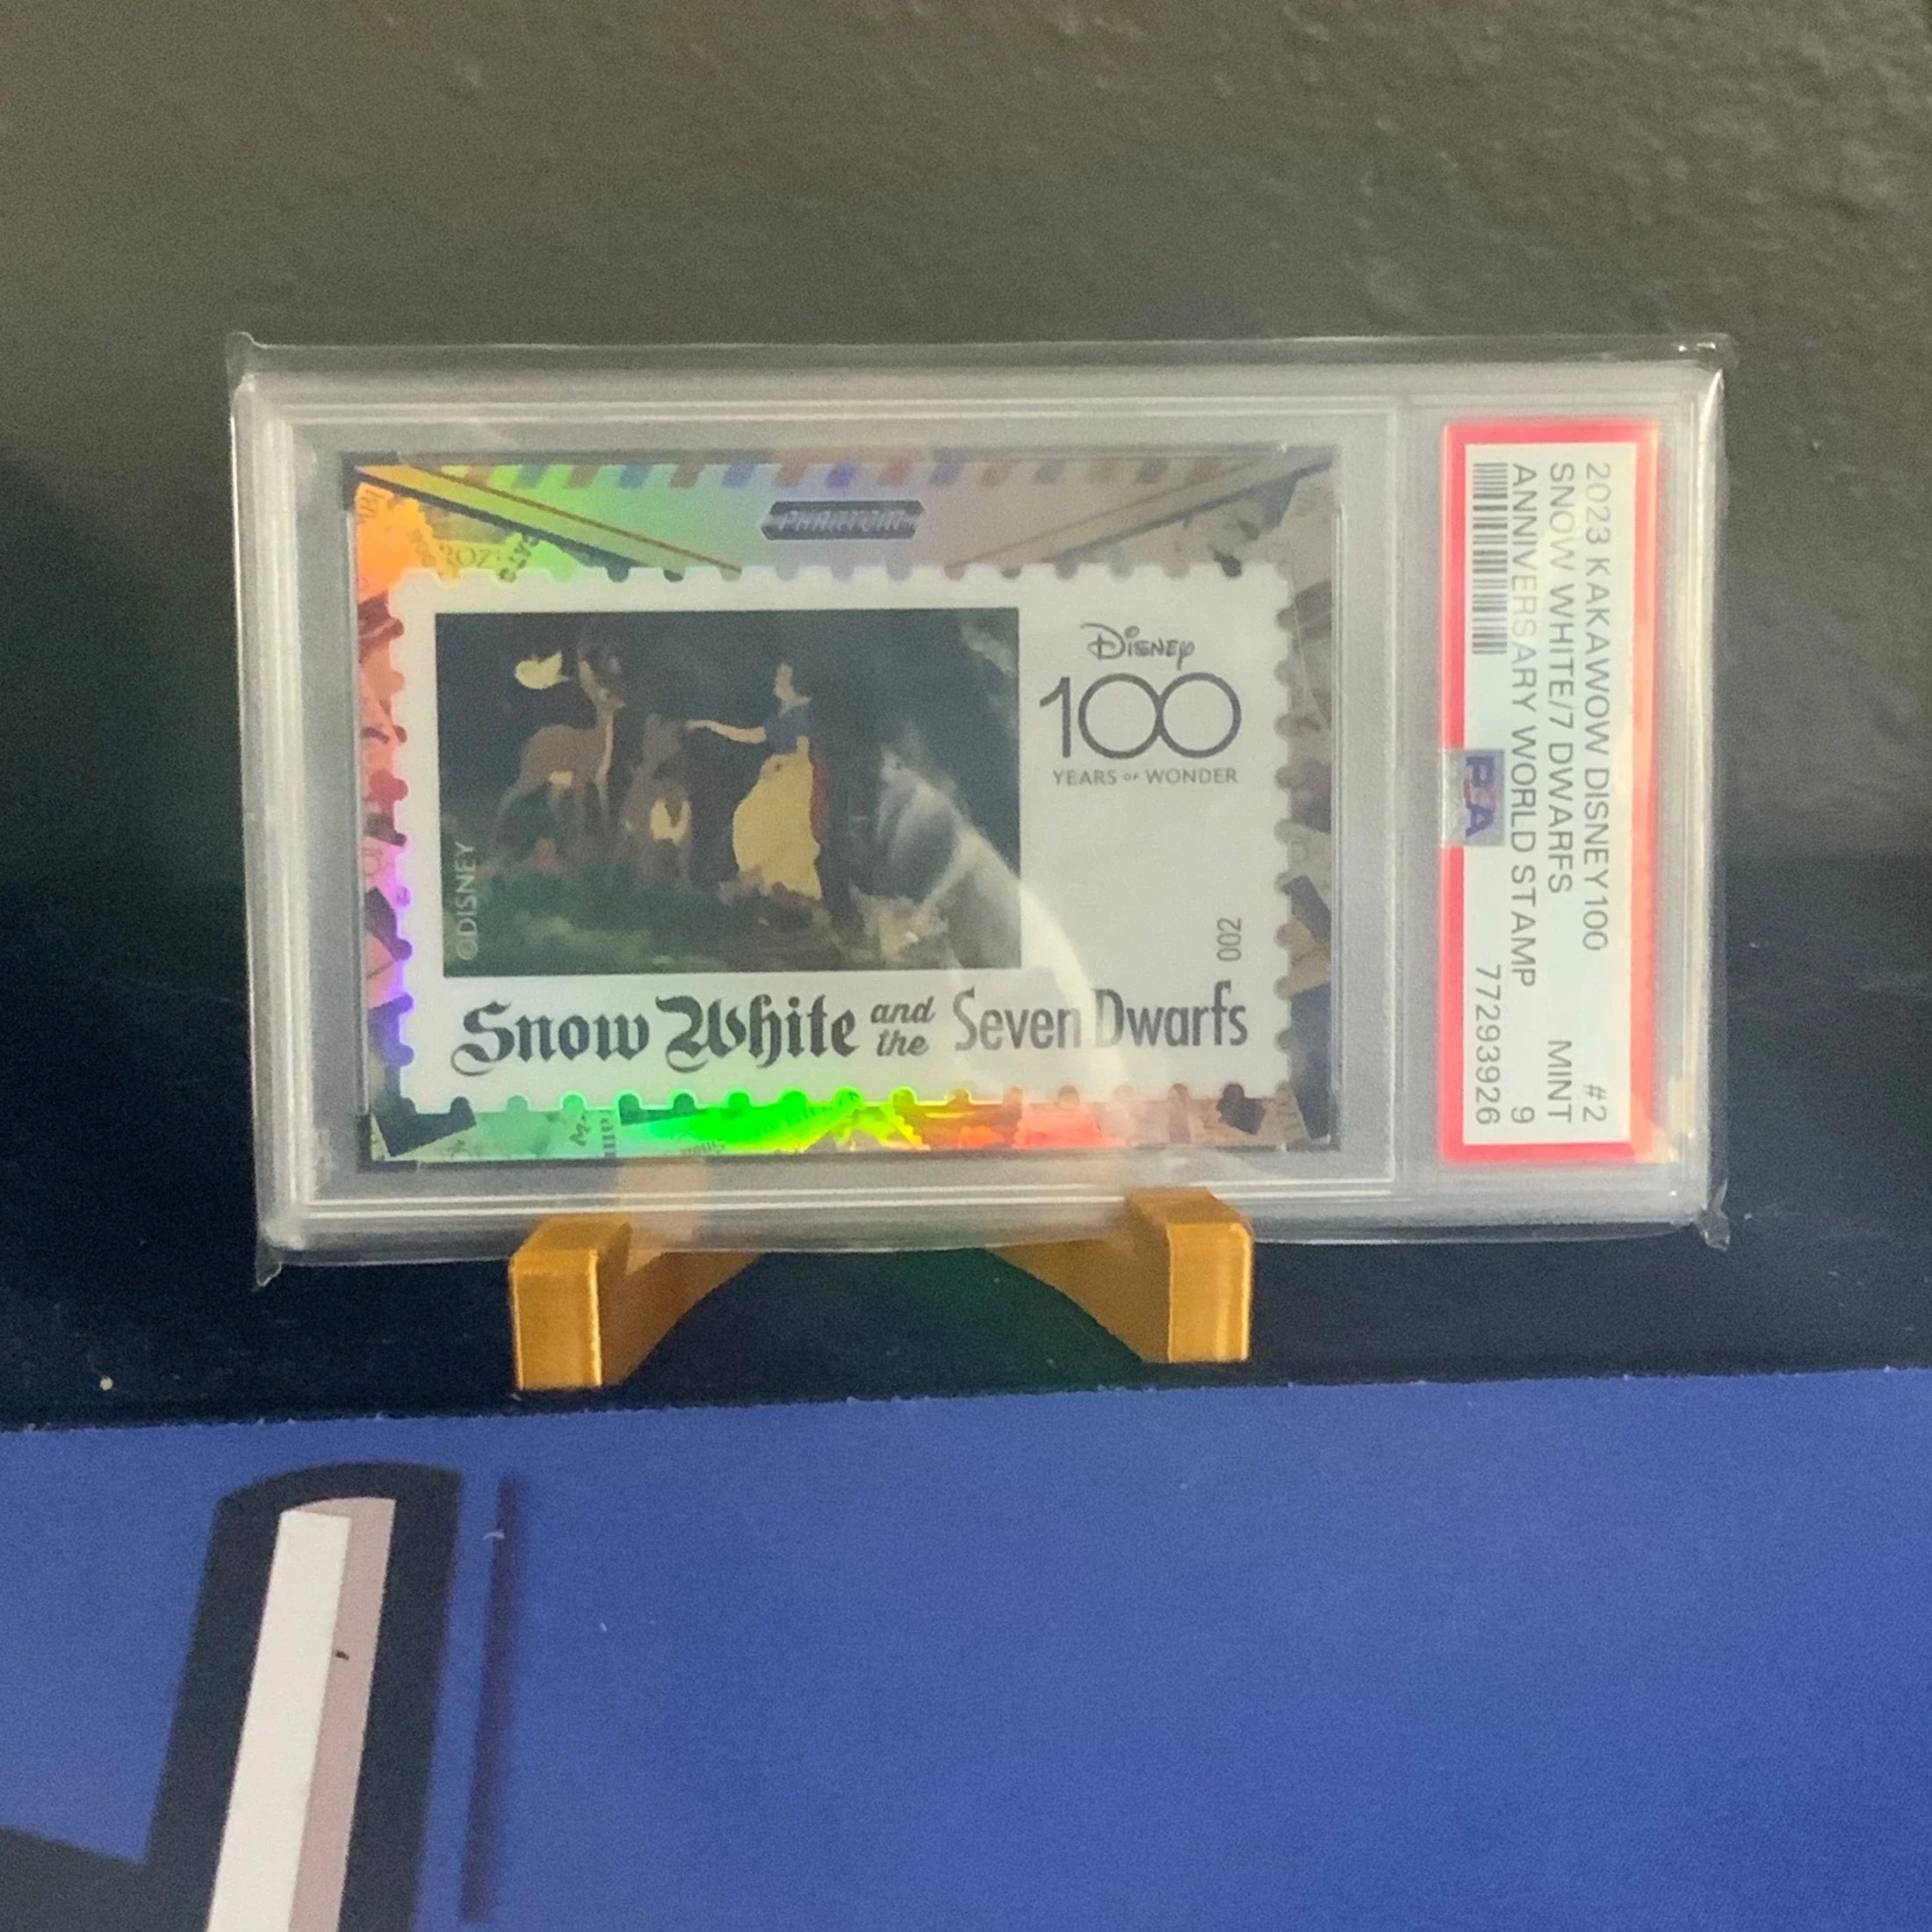 PHANTOM
Disney
100
YEARS OF WONDER
©DISNEY
002
Snow White and the Seven Dwarfs
2023 KAKAWOW DISNEY100 #2
SNOW WHITE/7 DWARFS MINT
ANNIVERSARY WORLD STAMP 9
PSA 77293926